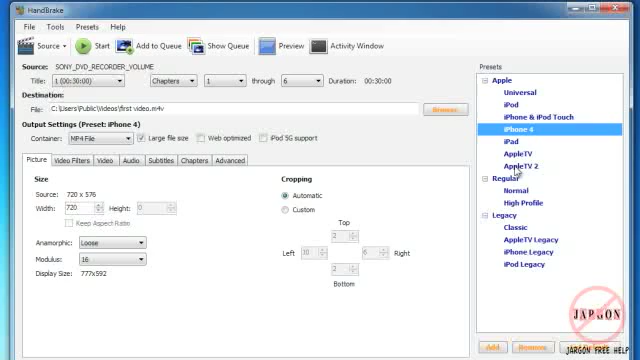 HandBrake
File Tools Presets Help
Source Start Add to Queue Show Queue Preview Activity Window
Source: SONY_DVD_RECORDER_VOLUME
Title: 1 (00:30:00) Chapters 1 through 6 Duration: 00:30:00
Destination:
File: C:\Users\Public\Videos\first video.m4v Browse
Output Settings (Preset: iPhone 4)
Container: MP4 File Large file size Web optimized iPod 5G support
Picture Video Filters Video Audio Subtitles Chapters Advanced
Size
Source: 720 x 576
Width: 720 Height: 0
Keep Aspect Ratio
Anamorphic: Loose
Modulus: 16
Display Size: 777x592
Cropping
Automatic
Custom
Top
2
Left 10 6 Right
2
Bottom
Presets
Apple
Universal
iPod
iPhone & iPod Touch
iPhone 4
iPad
AppleTV
AppleTV 2
Regular
Normal
High Profile
Legacy
Classic
AppleTV Legacy
iPhone Legacy
iPod Legacy
Add Remove
JARGON
JARGON FREE HELP